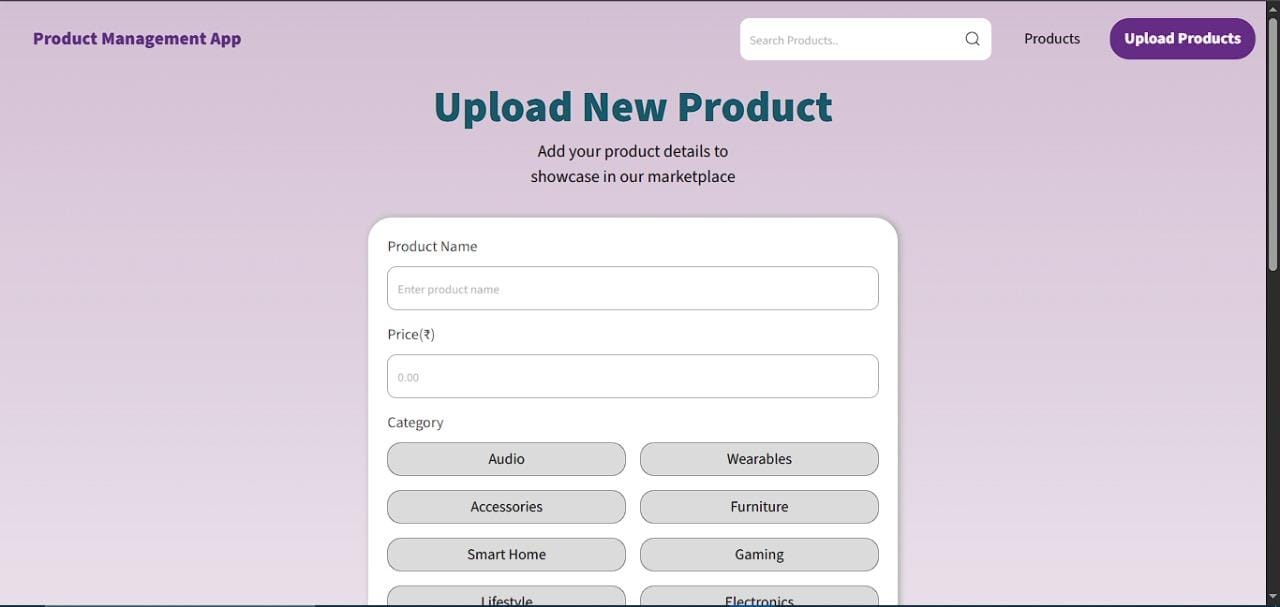 Product Management App
Search Products..
Products
Upload Products
Upload New Product
Add your product details to
showcase in our marketplace
Product Name
Enter product name
Price(₹)
0.00
Category
Audio
Wearables
Accessories
Furniture
Smart Home
Gaming
Lifestyle
Electronics